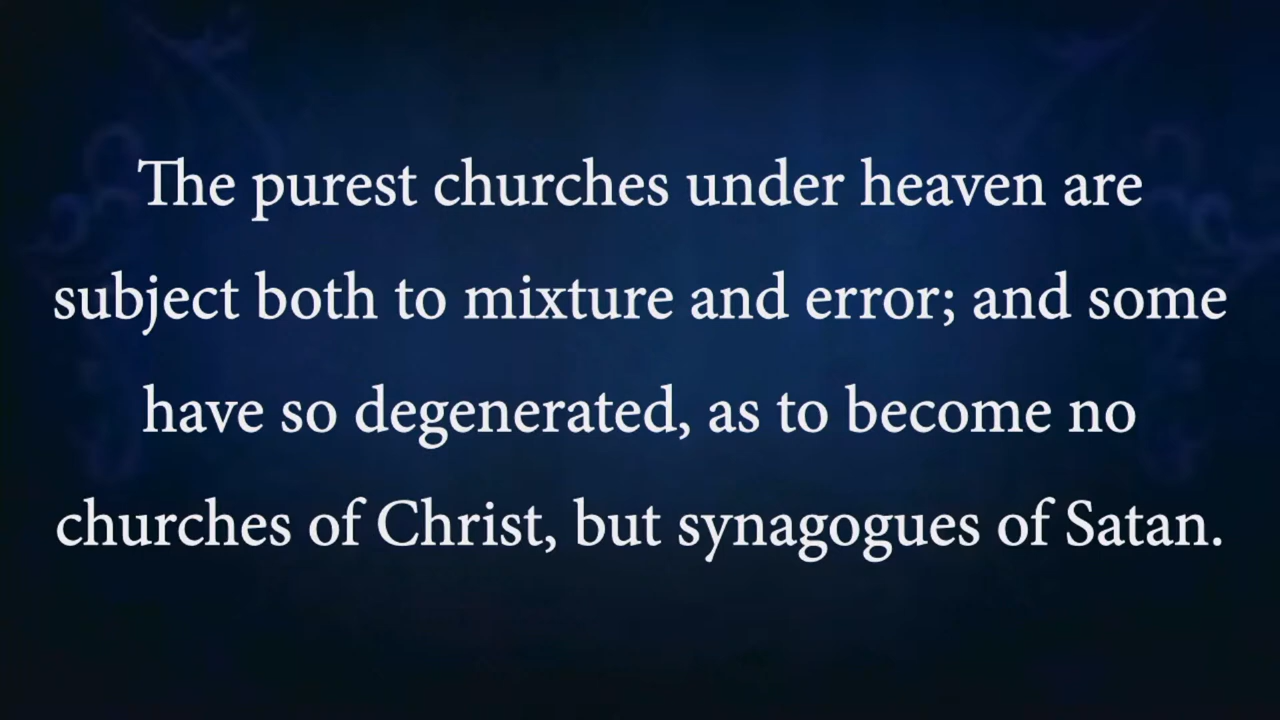 The purest churches under heaven are
subject both to mixture and error; and some
have so degenerated, as to become no
churches of Christ, but synagogues of Satan.